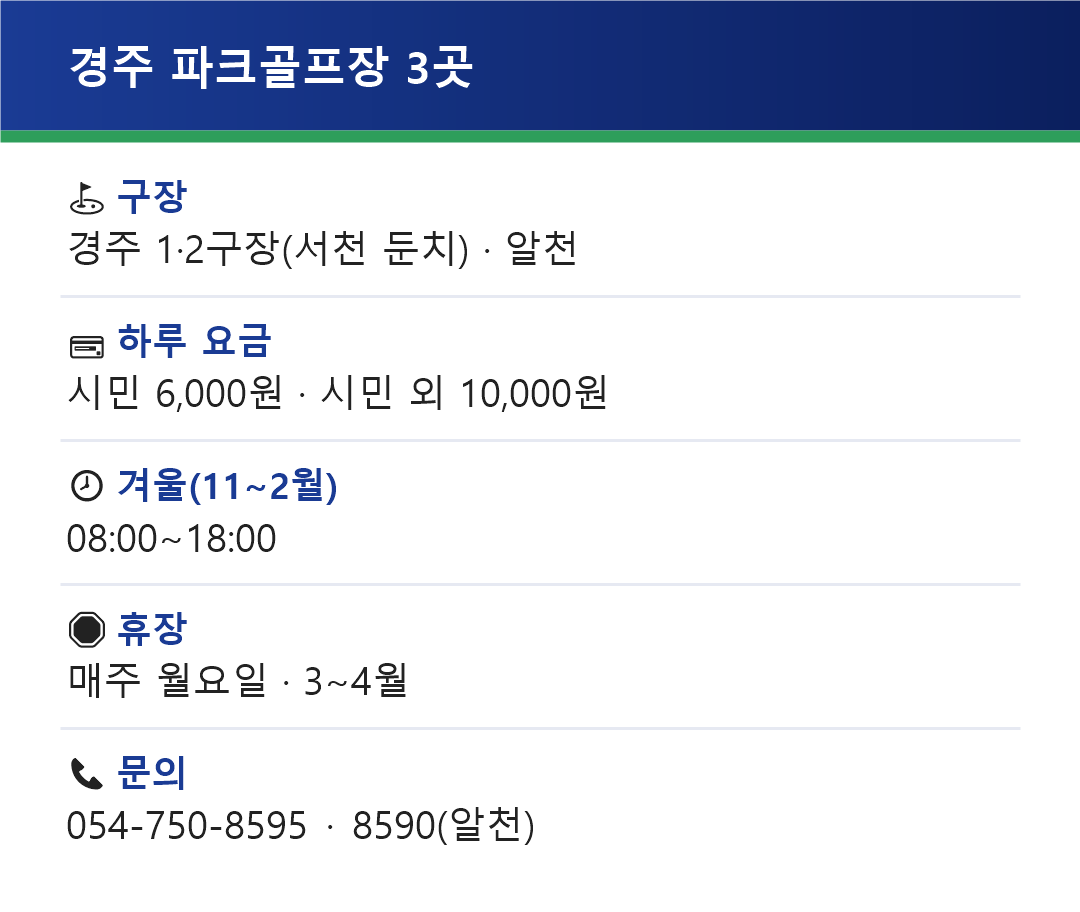 경주 파크골프장 3곳
구장
경주 1·2구장(서천 둔치) · 알천
하루 요금
시민 6,000원 · 시민 외 10,000원
겨울(11~2월)
08:00~18:00
휴장
매주 월요일 · 3~4월
문의
054-750-8595 · 8590(알천)